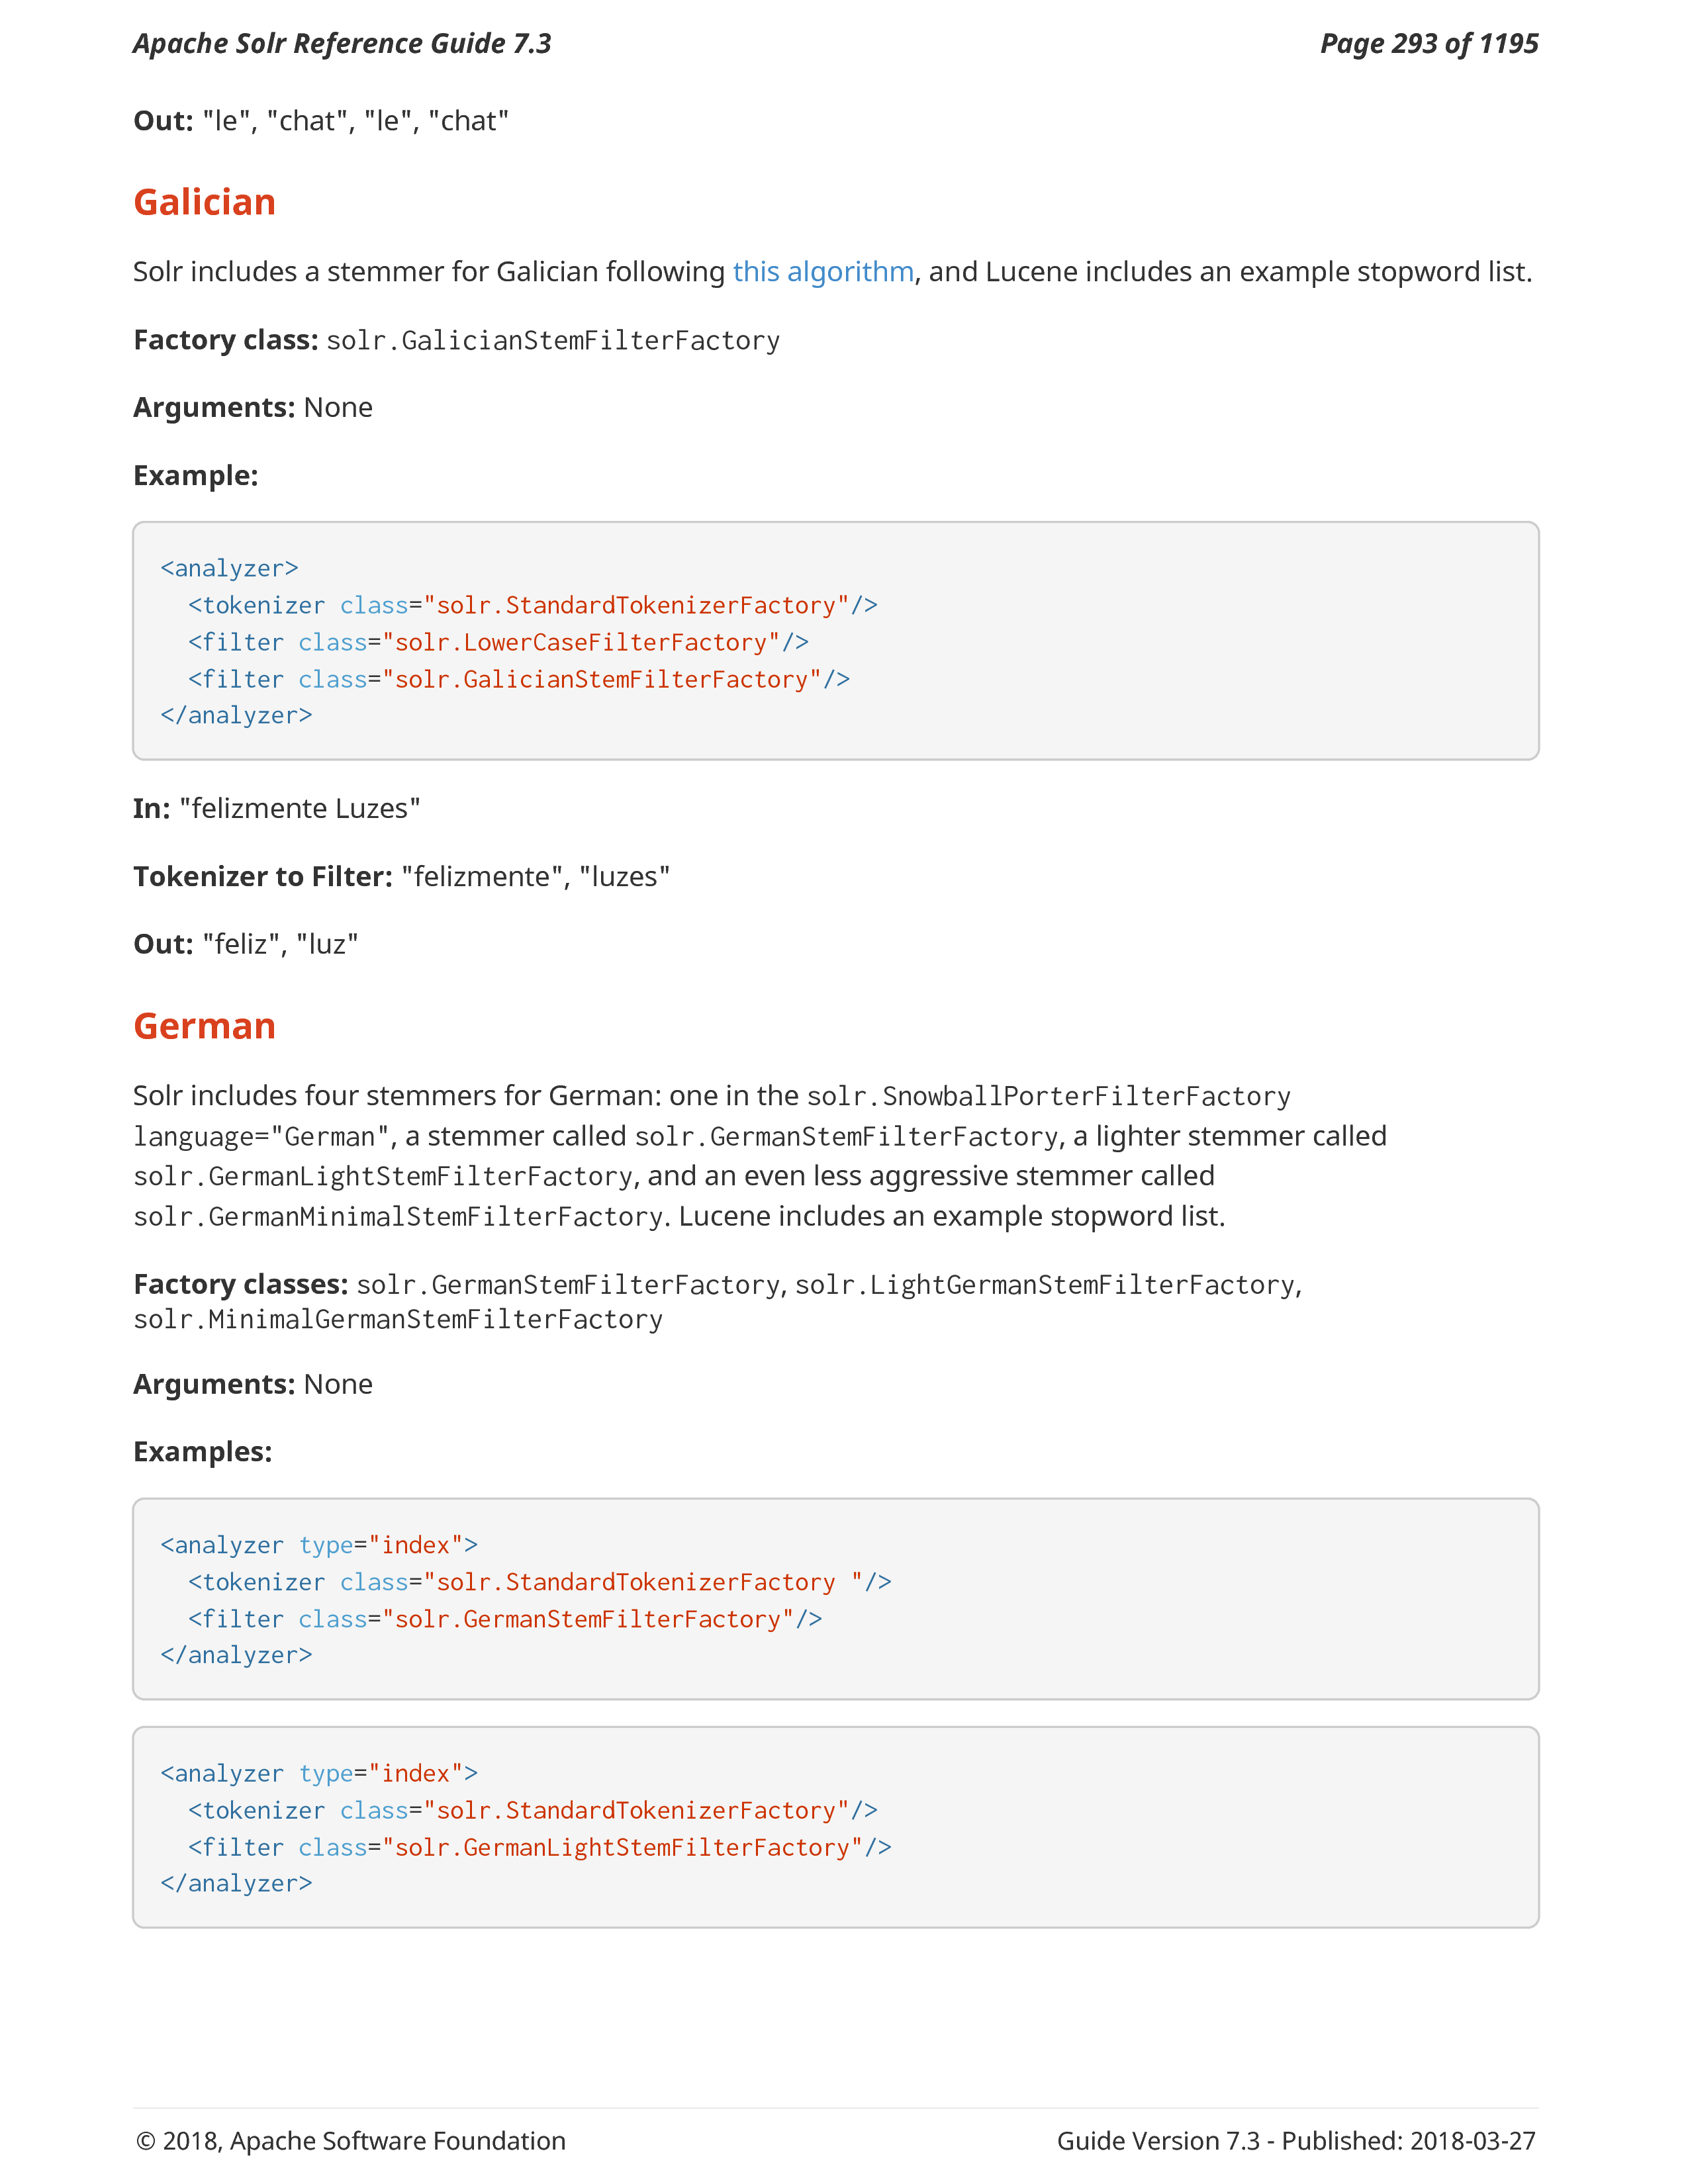 Apache Solr Reference Guide 7.3 Page 293 of 1195
Out: "le", "chat", "le", "chat"
Galician
Solr includes a stemmer for Galician following this algorithm, and Lucene includes an example stopword list.
Factory class: solr.GalicianStemFilterFactory
Arguments: None
Example:
<analyzer>
  <tokenizer class="solr.StandardTokenizerFactory"/>
  <filter class="solr.LowerCaseFilterFactory"/>
  <filter class="solr.GalicianStemFilterFactory"/>
</analyzer>
In: "felizmente Luzes"
Tokenizer to Filter: "felizmente", "luzes"
Out: "feliz", "luz"
German
Solr includes four stemmers for German: one in the solr.SnowballPorterFilterFactory
language="German", a stemmer called solr.GermanStemFilterFactory, a lighter stemmer called
solr.GermanLightStemFilterFactory, and an even less aggressive stemmer called
solr.GermanMinimalStemFilterFactory. Lucene includes an example stopword list.
Factory classes: solr.GermanStemFilterFactory, solr.LightGermanStemFilterFactory,
solr.MinimalGermanStemFilterFactory
Arguments: None
Examples:
<analyzer type="index">
  <tokenizer class="solr.StandardTokenizerFactory "/>
  <filter class="solr.GermanStemFilterFactory"/>
</analyzer>
<analyzer type="index">
  <tokenizer class="solr.StandardTokenizerFactory"/>
  <filter class="solr.GermanLightStemFilterFactory"/>
</analyzer>
© 2018, Apache Software Foundation Guide Version 7.3 - Published: 2018-03-27